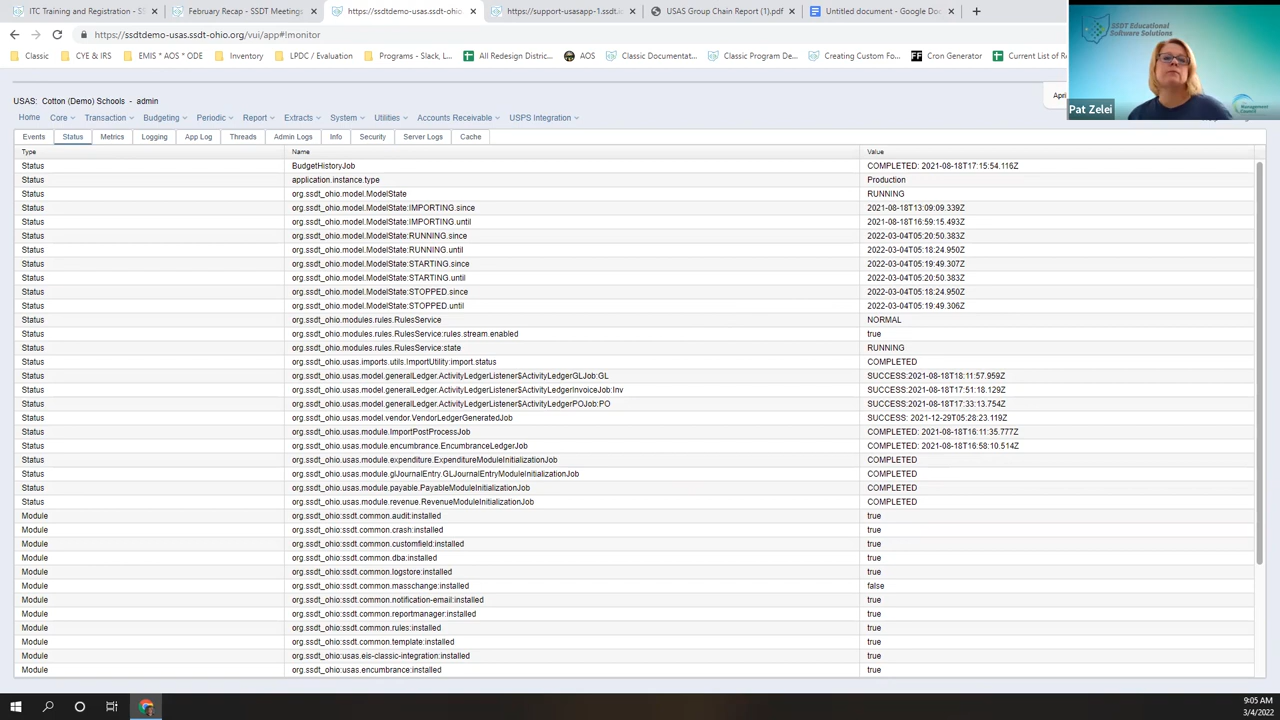 ITC Training and Registration - S
February Recap - SSDT Meeting
https://ssdtdemo-usas.ssdt-ohio
https://support-usasapp-1.ssdt.i
USAS Group Chain Report (1).pdf
Untitled document - Google Doc
https://ssdtdemo-usas.ssdt-ohio.org/vui/app#!monitor
Classic
CYE & IRS
EMIS * AOS * ODE
Inventory
LPDC / Evaluation
Programs - Slack, L...
All Redesign Distric...
AOS
Classic Documentat...
Classic Program De...
Creating Custom Fo...
Cron Generator
Current List of R
SSDT Educational
Software Solutions
Management
Council
Pat Zelei
USAS: Cotton (Demo) Schools - admin
Home Core Transaction Budgeting Periodic Report Extracts System Utilities Accounts Receivable USPS Integration
Events Status Metrics Logging App Log Threads Admin Logs Info Security Server Logs Cache
Type Name Value
Status BudgetHistoryJob COMPLETED: 2021-08-18T17:15:54.116Z
Status application.instance.type Production
Status org.ssdt_ohio.model.ModelState RUNNING
Status org.ssdt_ohio.model.ModelState:IMPORTING.since 2021-08-18T13:09:09.339Z
Status org.ssdt_ohio.model.ModelState:IMPORTING.until 2021-08-18T16:59:15.493Z
Status org.ssdt_ohio.model.ModelState:RUNNING.since 2022-03-04T05:20:50.383Z
Status org.ssdt_ohio.model.ModelState:RUNNING.until 2022-03-04T05:18:24.950Z
Status org.ssdt_ohio.model.ModelState:STARTING.since 2022-03-04T05:19:49.307Z
Status org.ssdt_ohio.model.ModelState:STARTING.until 2022-03-04T05:20:50.383Z
Status org.ssdt_ohio.model.ModelState:STOPPED.since 2022-03-04T05:18:24.950Z
Status org.ssdt_ohio.model.ModelState:STOPPED.until 2022-03-04T05:19:49.306Z
Status org.ssdt_ohio.modules.rules.RulesService NORMAL
Status org.ssdt_ohio.modules.rules.RulesService:rules.stream.enabled true
Status org.ssdt_ohio.modules.rules.RulesService:state RUNNING
Status org.ssdt_ohio.usas.imports.utils.ImportUtility:import.status COMPLETED
Status org.ssdt_ohio.usas.model.generalLedger.ActivityLedgerListener$ActivityLedgerGLJob:GL SUCCESS:2021-08-18T18:11:57.959Z
Status org.ssdt_ohio.usas.model.generalLedger.ActivityLedgerListener$ActivityLedgerInvoiceJob:Inv SUCCESS:2021-08-18T17:51:18.129Z
Status org.ssdt_ohio.usas.model.generalLedger.ActivityLedgerListener$ActivityLedgerPOJob:PO SUCCESS:2021-08-18T17:33:13.754Z
Status org.ssdt_ohio.usas.model.vendor.VendorLedgerGeneratedJob SUCCESS: 2021-12-29T05:28:23.119Z
Status org.ssdt_ohio.usas.module.ImportPostProcessJob COMPLETED: 2021-08-18T16:11:35.777Z
Status org.ssdt_ohio.usas.module.encumbrance.EncumbranceLedgerJob COMPLETED: 2021-08-18T16:58:10.514Z
Status org.ssdt_ohio.usas.module.expenditure.ExpenditureModuleInitializationJob COMPLETED
Status org.ssdt_ohio.usas.module.glJournalEntry.GLJournalEntryModuleInitializationJob COMPLETED
Status org.ssdt_ohio.usas.module.payable.PayableModuleInitializationJob COMPLETED
Status org.ssdt_ohio.usas.module.revenue.RevenueModuleInitializationJob COMPLETED
Module org.ssdt_ohio:ssdt.common.audit:installed true
Module org.ssdt_ohio:ssdt.common.crash:installed true
Module org.ssdt_ohio:ssdt.common.customfield:installed true
Module org.ssdt_ohio:ssdt.common.dba:installed true
Module org.ssdt_ohio:ssdt.common.logstore:installed true
Module org.ssdt_ohio:ssdt.common.masschange:installed false
Module org.ssdt_ohio:ssdt.common.notification-email:installed true
Module org.ssdt_ohio:ssdt.common.reportmanager:installed true
Module org.ssdt_ohio:ssdt.common.rules:installed true
Module org.ssdt_ohio:ssdt.common.template:installed true
Module org.ssdt_ohio:usas.eis-classic-integration:installed true
Module org.ssdt_ohio:usas.encumbrance:installed true
9:05 AM
3/4/2022